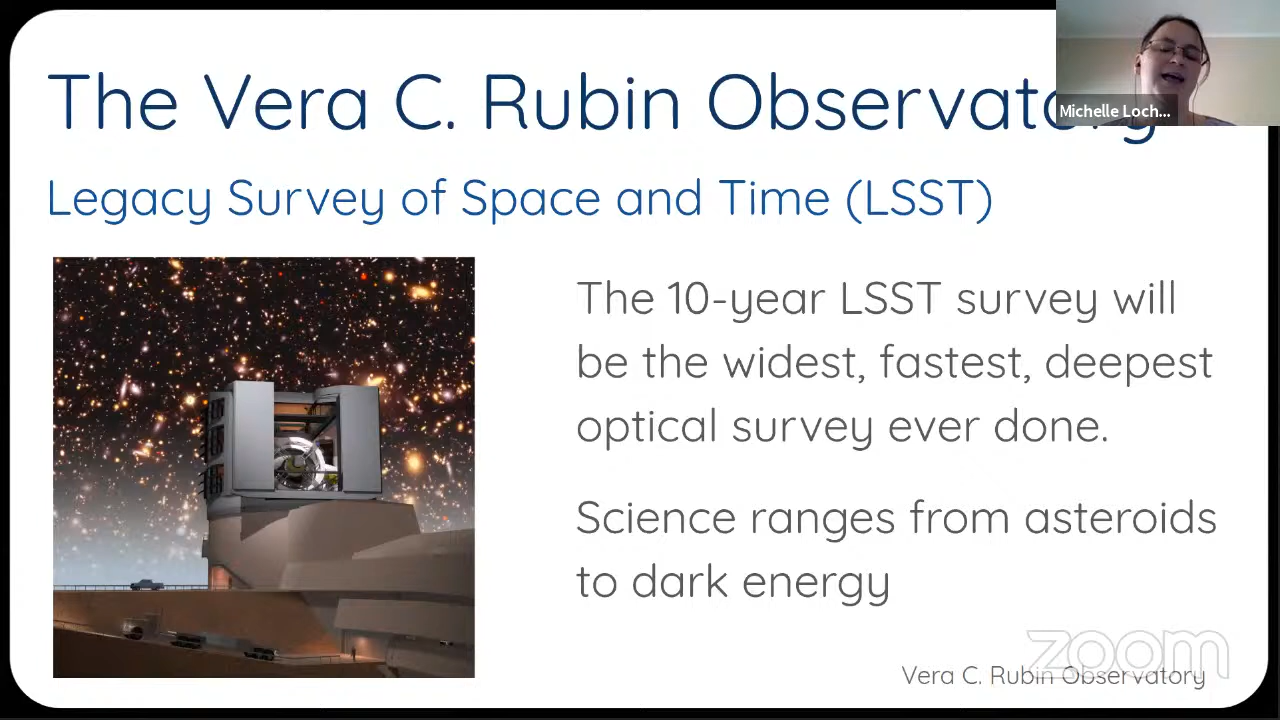 The Vera C. Rubin Observatory
Michelle Loch...
Legacy Survey of Space and Time (LSST)
The 10-year LSST survey will
be the widest, fastest, deepest
optical survey ever done.
Science ranges from asteroids
to dark energy
zoom
Vera C. Rubin Observatory